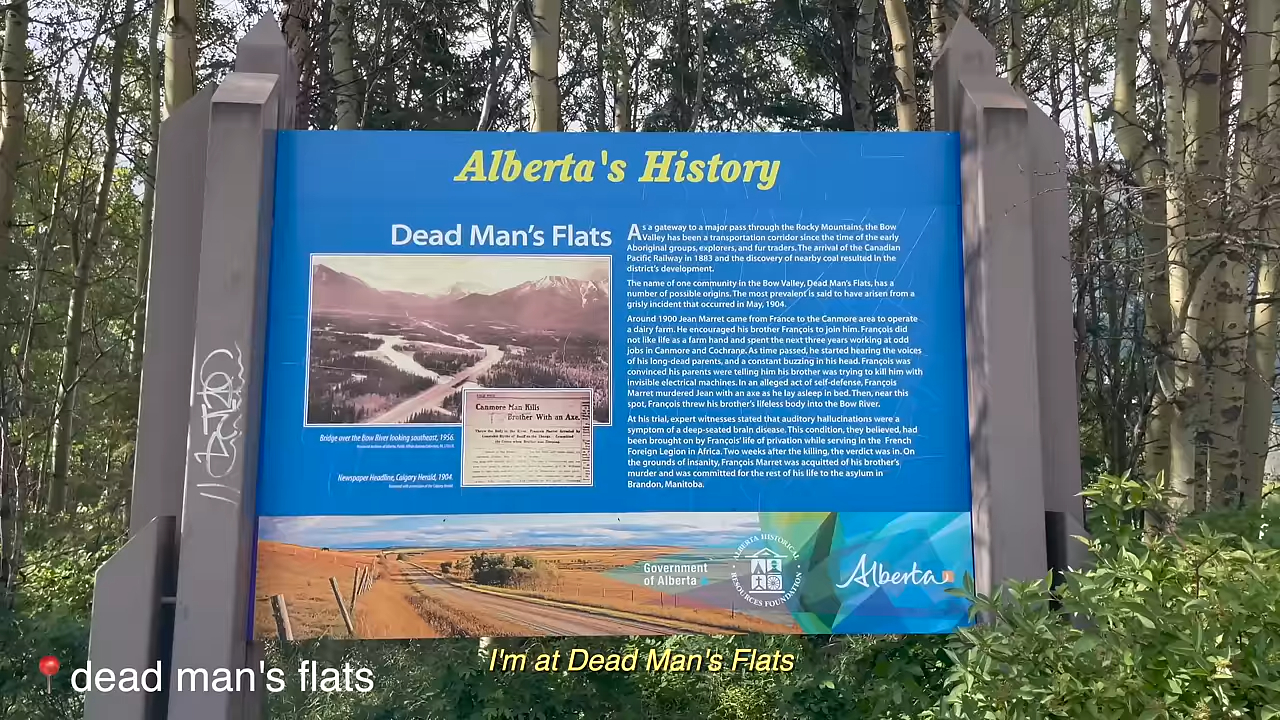 Alberta's History
Dead Man's Flats
As a gateway to a major pass through the Rocky Mountains, the Bow
Valley has been a transportation corridor since the time of the early
Aboriginal groups, explorers, and fur traders. The arrival of the Canadian
Pacific Railway in 1883 and the discovery of nearby coal resulted in the
district's development.
The name of one community in the Bow Valley, Dead Man's Flats, has a
number of possible origins. The most prevalent is said to have arisen from a
grisly incident that occurred in May, 1904.
Around 1900 Jean Marret came from France to the Canmore area to operate
a dairy farm. He encouraged his brother François to join him. François did
not like life as a farm hand and spent the next three years working at odd
jobs in Canmore and Cochrane. As time passed, he started hearing the voices
of his long-dead parents, and a constant buzzing in his head. François was
convinced his parents were telling him his brother was trying to kill him with
invisible electrical machines. In an alleged act of self-defense, François
Marret murdered Jean with an axe as he lay asleep in bed. Then, near this
spot, François threw his brother's lifeless body into the Bow River.
At his trial, expert witnesses stated that auditory hallucinations were a
symptom of a deep-seated brain disease. This condition, they believed, had
been brought on by François' life of privation while serving in the French
Foreign Legion in Africa. Two weeks after the killing, the verdict was in. On
the grounds of insanity, François Marret was acquitted of his brother's
murder and was committed for the rest of his life to the asylum in
Brandon, Manitoba.
Canmore Man Kills
Brother With an Axe
Bridge over the Bow River looking southeast, 1956.
Newspaper Headline, Calgary Herald, 1904.
Government
of Alberta
ALBERTA HISTORICAL
RESOURCES FOUNDATION
Alberta
I'm at Dead Man's Flats
dead man's flats